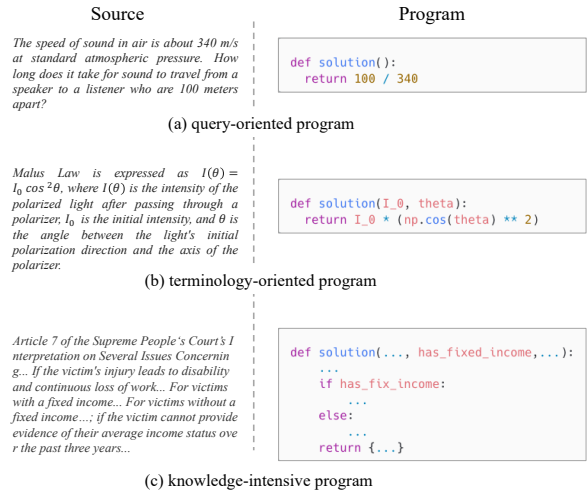 Source
Program
The speed of sound in air is about 340 m/s
at standard atmospheric pressure. How
long does it take for sound to travel from a
speaker to a listener who are 100 meters
apart?
def solution():
  return 100 / 340
(a) query-oriented program
Malus Law is expressed as I(θ) =
I₀ cos ²θ, where I(θ) is the intensity of the
polarized light after passing through a
polarizer, I₀ is the initial intensity, and θ is
the angle between the light's initial
polarization direction and the axis of the
polarizer.
def solution(I_0, theta):
  return I_0 * (np.cos(theta) ** 2)
(b) terminology-oriented program
Article 7 of the Supreme People‘s Court’s I
nterpretation on Several Issues Concernin
g... If the victim's injury leads to disability
and continuous loss of work... For victims
with a fixed income... For victims without a
fixed income...; if the victim cannot provide
evidence of their average income status ove
r the past three years...
def solution(..., has_fixed_income,...):
    ...
    if has_fix_income:
        ...
    else:
        ...
    return {...}
(c) knowledge-intensive program